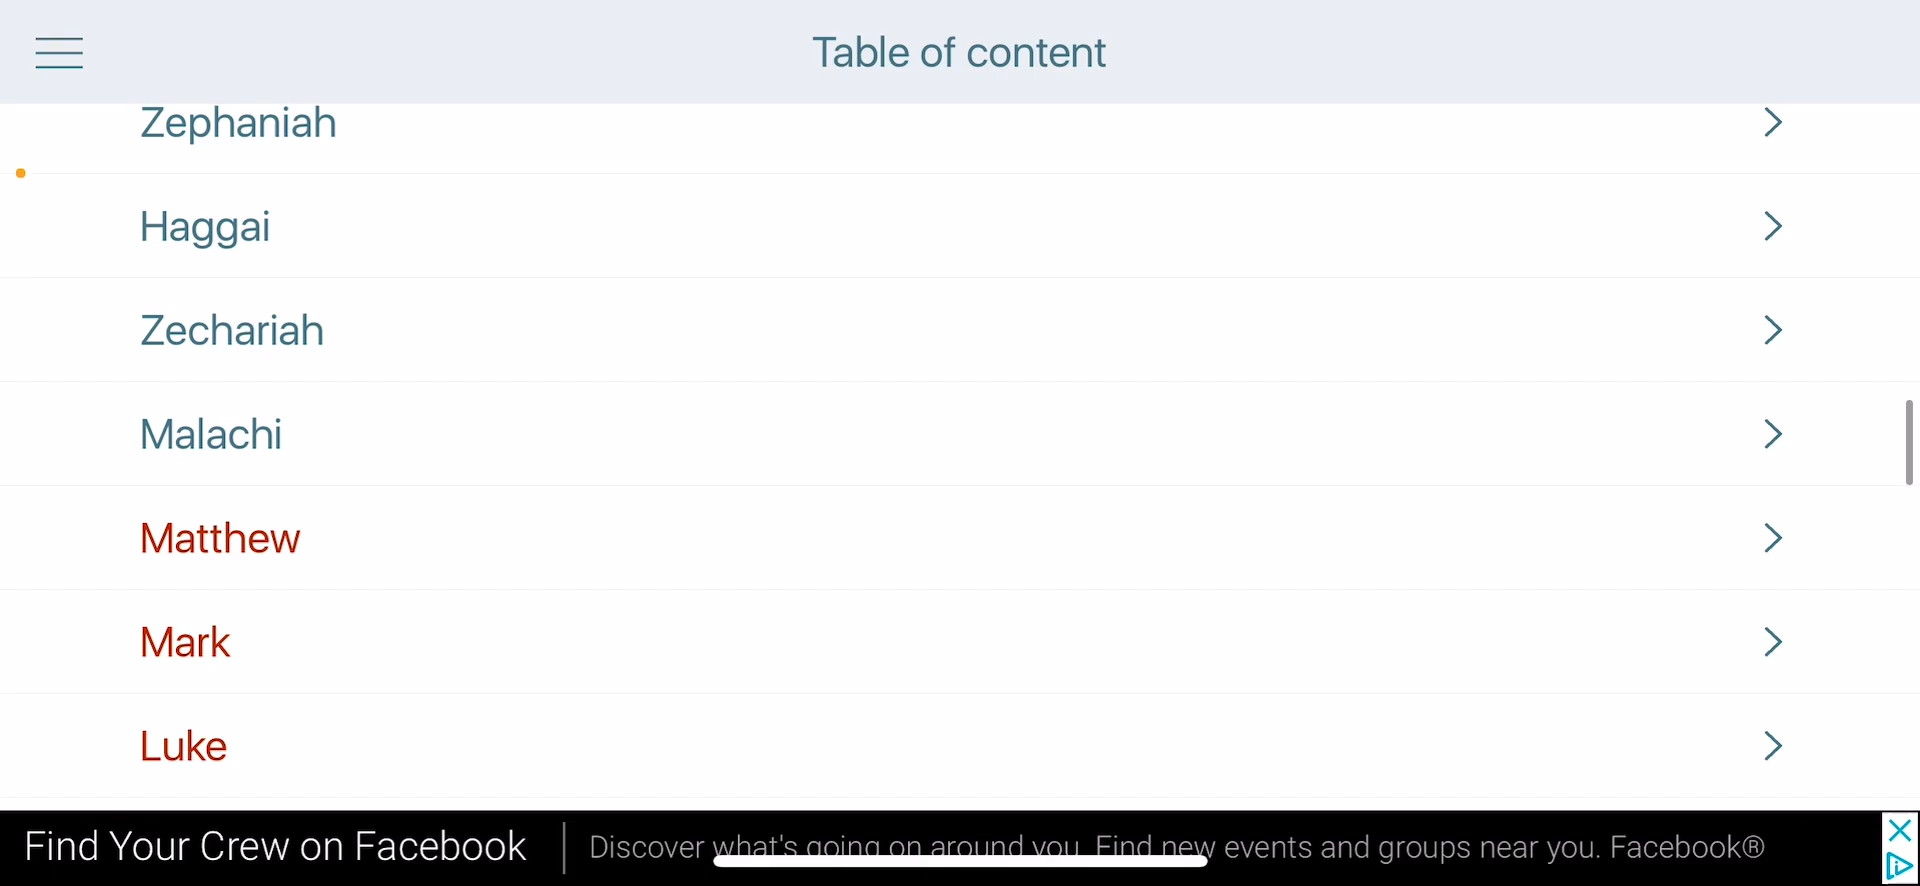 Table of content
Zephaniah
Haggai
Zechariah
Malachi
Matthew
Mark
Luke
Find Your Crew on Facebook
Discover what's going on around you. Find new events and groups near you. Facebook®